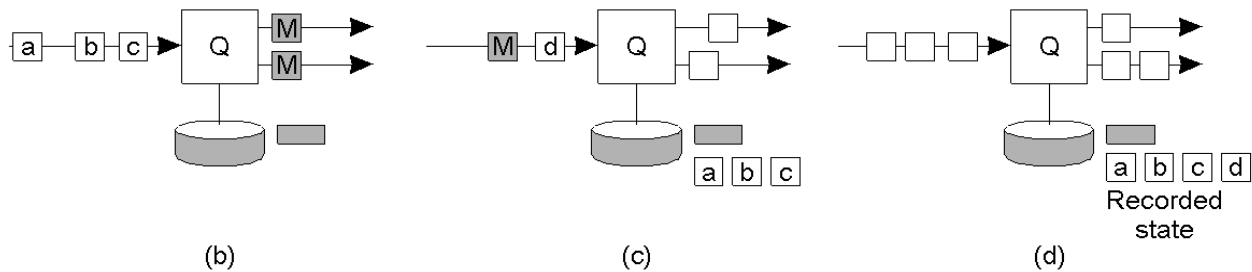 a b c Q M M
M d Q
Q
a b c
a b c d
Recorded
state
(b) (c) (d)